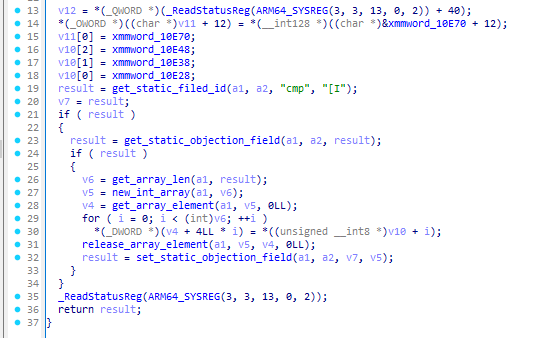 13 v12 = *(_QWORD *)(_ReadStatusReg(ARM64_SYSREG(3, 3, 13, 0, 2)) + 40);
14 *(_OWORD *)((char *)v11 + 12) = *(__int128 *)((char *)&xmmword_10E70 + 12);
15 v11[0] = xmmword_10E70;
16 v10[2] = xmmword_10E48;
17 v10[1] = xmmword_10E38;
18 v10[0] = xmmword_10E28;
19 result = get_static_filed_id(a1, a2, "cmp", "[I");
20 v7 = result;
21 if ( result )
22 {
23 result = get_static_objection_field(a1, a2, result);
24 if ( result )
25 {
26 v6 = get_array_len(a1, result);
27 v5 = new_int_array(a1, v6);
28 v4 = get_array_element(a1, v5, 0LL);
29 for ( i = 0; i < (int)v6; ++i )
30 *(_DWORD *)(v4 + 4LL * i) = *((unsigned __int8 *)v10 + i);
31 release_array_element(a1, v5, v4, 0LL);
32 result = set_static_objection_field(a1, a2, v7, v5);
33 }
34 }
35 _ReadStatusReg(ARM64_SYSREG(3, 3, 13, 0, 2));
36 return result;
37 }